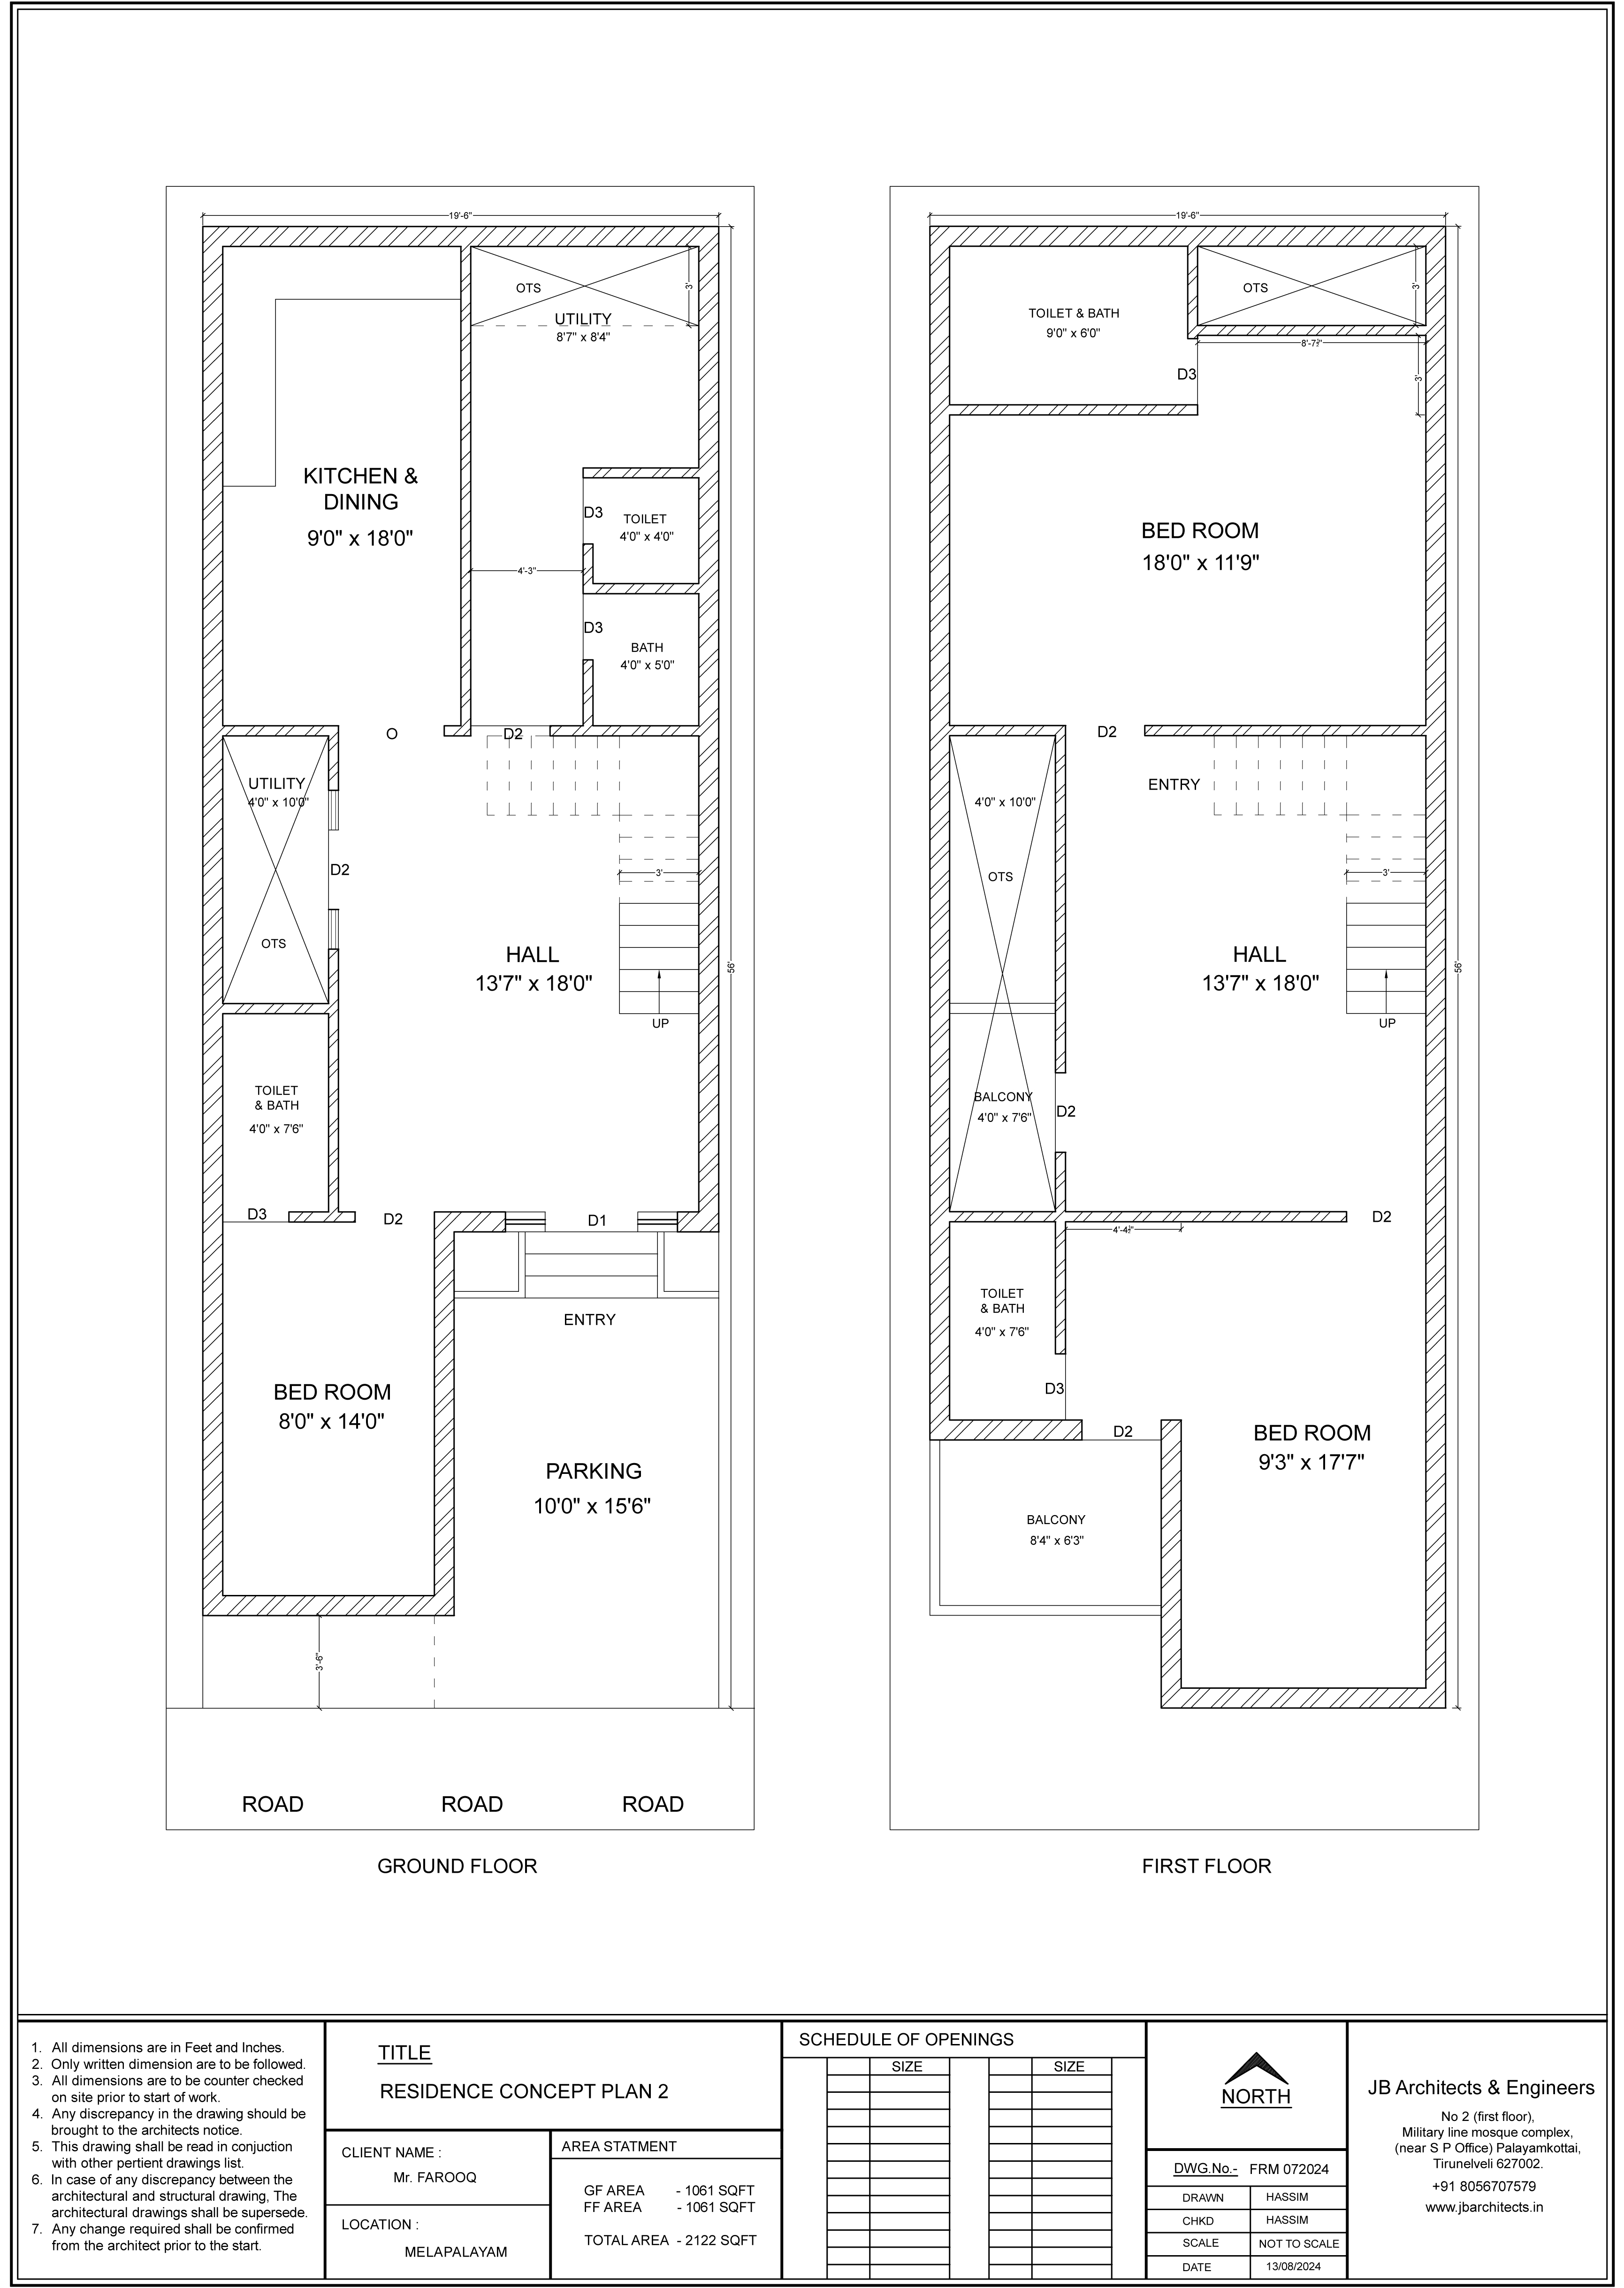 19'-6"
OTS
3'
UTILITY
8'7" x 8'4"
KITCHEN &
DINING
9'0" x 18'0"
D3
TOILET
4'0" x 4'0"
4'-3"
D3
BATH
4'0" x 5'0"
O
D2
UTILITY
4'0" x 10'0"
D2
3'
OTS
HALL
13'7" x 18'0"
56'
UP
TOILET
& BATH
4'0" x 7'6"
D3
D2
D1
ENTRY
BED ROOM
8'0" x 14'0"
PARKING
10'0" x 15'6"
3'-6"
ROAD
ROAD
ROAD
GROUND FLOOR
19'-6"
TOILET & BATH
9'0" x 6'0"
OTS
3'
8'-7½"
D3
3'
BED ROOM
18'0" x 11'9"
D2
ENTRY
4'0" x 10'0"
OTS
3'
HALL
13'7" x 18'0"
56'
UP
BALCONY
4'0" x 7'6"
D2
D2
4'-4½"
TOILET
& BATH
4'0" x 7'6"
D3
D2
BED ROOM
9'3" x 17'7"
BALCONY
8'4" x 6'3"
FIRST FLOOR
1. All dimensions are in Feet and Inches.
2. Only written dimension are to be followed.
3. All dimensions are to be counter checked
on site prior to start of work.
4. Any discrepancy in the drawing should be
brought to the architects notice.
5. This drawing shall be read in conjuction
with other pertient drawings list.
6. In case of any discrepancy between the
architectural and structural drawing, The
architectural drawings shall be supersede.
7. Any change required shall be confirmed
from the architect prior to the start.
TITLE
RESIDENCE CONCEPT PLAN 2
CLIENT NAME :
Mr. FAROOQ
LOCATION :
MELAPALAYAM
AREA STATMENT
GF AREA - 1061 SQFT
FF AREA - 1061 SQFT
TOTAL AREA - 2122 SQFT
SCHEDULE OF OPENINGS
SIZE SIZE
NORTH
DWG.No.- FRM 072024
DRAWN HASSIM
CHKD HASSIM
SCALE NOT TO SCALE
DATE 13/08/2024
JB Architects & Engineers
No 2 (first floor),
Military line mosque complex,
(near S P Office) Palayamkottai,
Tirunelveli 627002.
+91 8056707579
www.jbarchitects.in